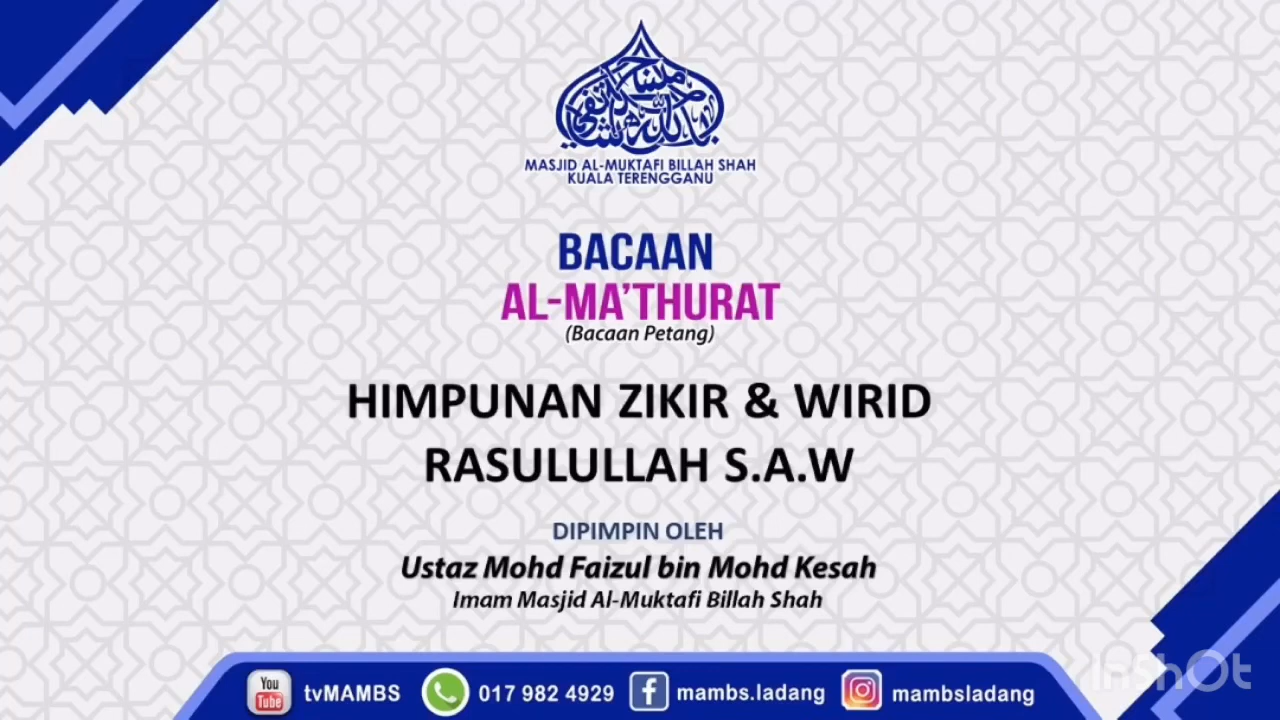 MASJID AL-MUKTAFI BILLAH SHAH
KUALA TERENGGANU
BACAAN
AL-MA'THURAT
(Bacaan Petang)
HIMPUNAN ZIKIR & WIRID
RASULULLAH S.A.W
DIPIMPIN OLEH
Ustaz Mohd Faizul bin Mohd Kesah
Imam Masjid Al-Muktafi Billah Shah
You Tube tvMAMBS 017 982 4929 mambs.ladang mambsladang
InshOt